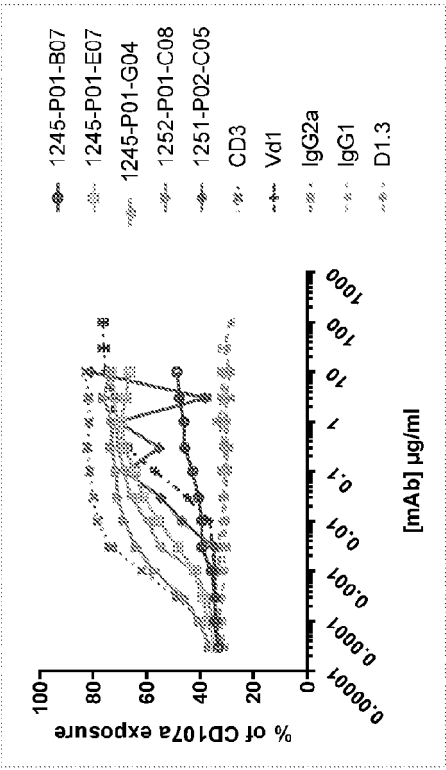 % of CD107a exposure
100
80
60
40
20
0
0.00001
0.0001
0.001
0.01
0.1
1
10
100
1000
[mAb] µg/ml
1245-P01-B07
1245-P01-E07
1245-P01-G04
1252-P01-C08
1251-P02-C05
CD3
Vd1
IgG2a
IgG1
D1.3